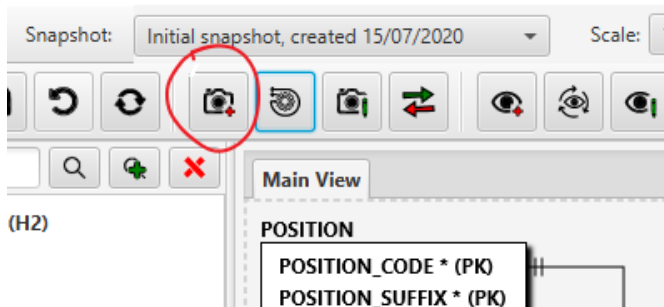 Snapshot: Initial snapshot, created 15/07/2020 Scale:
Main View
(H2)
POSITION
POSITION_CODE * (PK)
POSITION_SUFFIX * (PK)